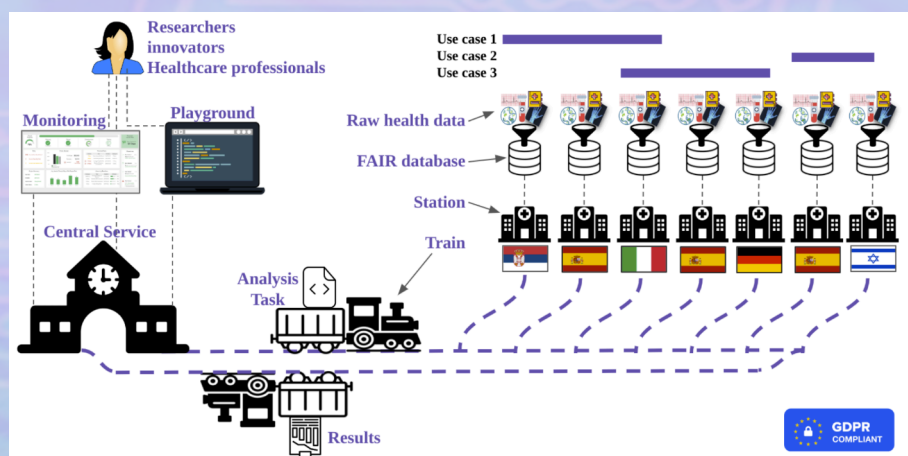 Researchers
innovators
Healthcare professionals
Use case 1
Use case 2
Use case 3
Monitoring
Playground
Raw health data
FAIR database
Station
Central Service
Train
Analysis
Task
Results
GDPR
COMPLIANT